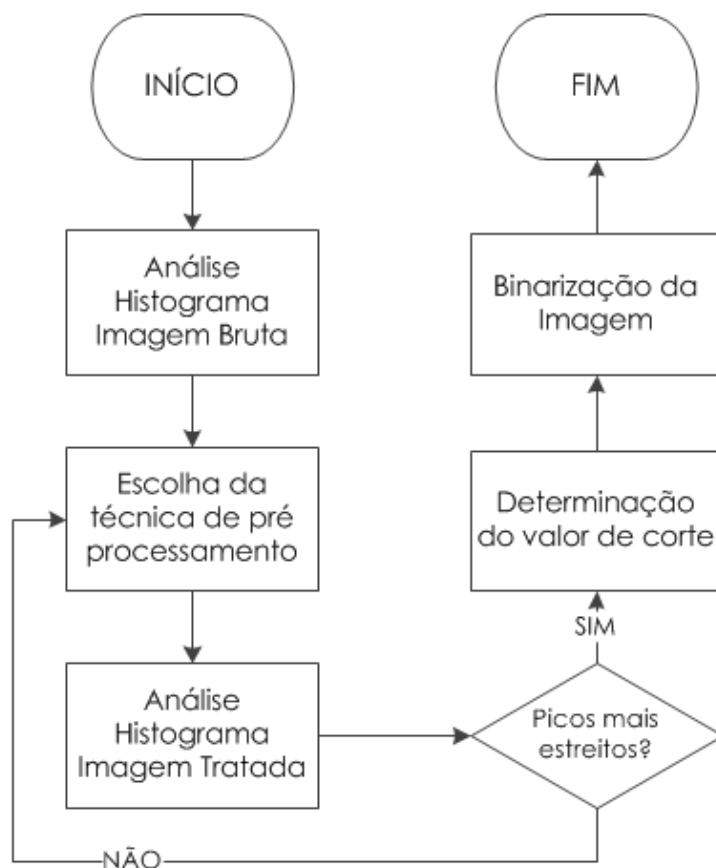 INÍCIO
Análise
Histograma
Imagem Bruta
Escolha da
técnica de pré
processamento
Análise
Histograma
Imagem Tratada
Picos mais
estreitos?
NÃO
SIM
Determinação
do valor de corte
Binarização da
Imagem
FIM